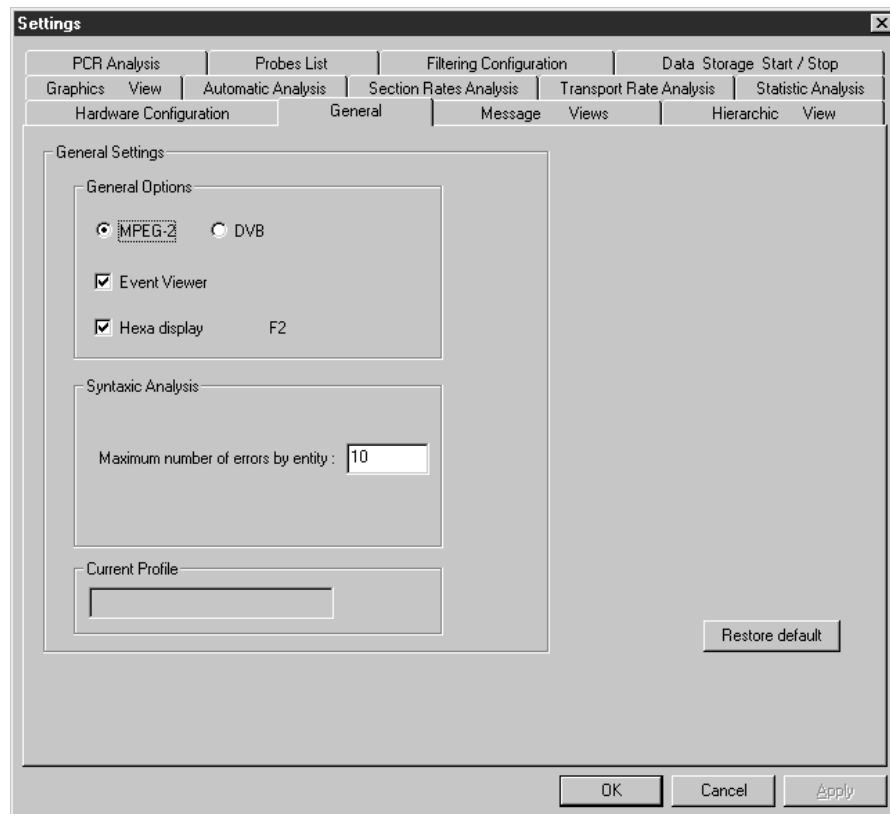 Settings
PCR Analysis Probes List Filtering Configuration Data Storage Start / Stop
Graphics View Automatic Analysis Section Rates Analysis Transport Rate Analysis Statistic Analysis
Hardware Configuration General Message Views Hierarchic View
General Settings
General Options
MPEG-2 DVB
Event Viewer
Hexa display F2
Syntaxic Analysis
Maximum number of errors by entity : 10
Current Profile
Restore default
OK Cancel Apply